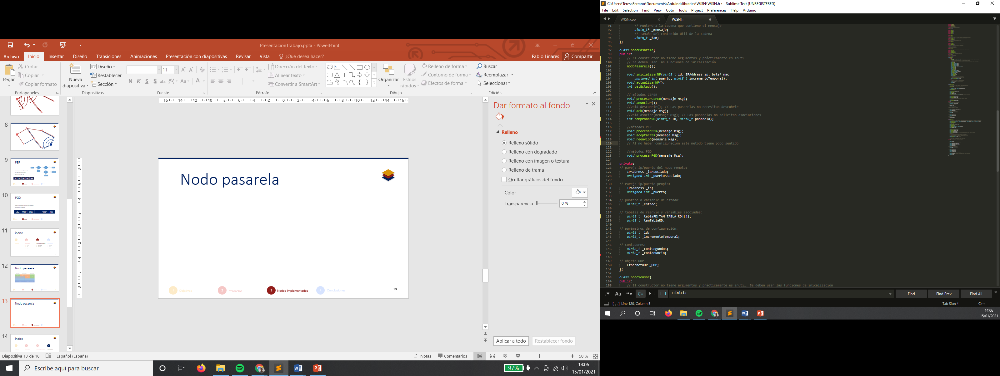 PresentaciónTrabajo.pptx - PowerPoint
Archivo Inicio Insertar Diseño Transiciones Animaciones Presentación con diapositivas Revisar Vista ¿Qué desea hacer? Pablo Linares Compartir
Pegar
Cortar
Copiar
Copiar formato
Portapapeles
Nueva diapositiva
Diseño
Restablecer
Sección
Diapositivas
11
N K S S abc AV Aa A
Fuente
Dirección del texto
Alinear texto
Convertir a SmartArt
Párrafo
Organizar
Estilos rápidos
Relleno de forma
Contorno de forma
Efectos de forma
Dibujo
Buscar
Reemplazar
Seleccionar
Edición
8
9
PER
10
PGD
11
índice
12
Nodo pasarela
13
Nodo pasarela
14
índice
16 14 12 10 8 6 4 2 0 2 4 6 8 10 12 14 16
Nodo pasarela
1 Objetivos
2 Protocolos
3 Nodos implementados
4 Conclusiones
13
Dar formato al fondo
Relleno
Relleno sólido
Relleno con degradado
Relleno con imagen o textura
Relleno de trama
Ocultar gráficos del fondo
Color
Transparencia 0 %
Aplicar a todo Restablecer fondo
Diapositiva 13 de 16 Español (España) Notas Comentarios 50 %
Escribe aquí para buscar
97%
14:06
15/01/2021
C:\Users\TeresaSerrano\Documents\Arduino\libraries\WJSN\WJSN.h • - Sublime Text (UNREGISTERED)
File Edit Selection Find View Goto Tools Project Preferences Help Arduino
WJSN.cpp WJSN.h
91 // Puntero a la cadena que contiene el mensaje
92 uint8_t* _mensaje;
93 // Tamaño del contenido útil de la cadena
94 uint8_t _tam;
95 };
96
97 class nodoPasarela{
98 public:
99 // El constructor no tiene argumentos y prácticamente es inutil.
100 // Se deben usar las funciones de inicalización
101 nodoPasarela();
102
103 void inicializarNP(uint8_t id, IPAddress ip, byte* mac,
104 unsigned int puerto, uint8_t incrementoTemporal);
105 void actualizarNP();
106 int getEstado();
107
108 // métodos CEPER
109 void procesarCEPER(mensaje Msg);
110 void anunciar();
111 //void descubrir(); // Las pasarelas no necesitan descubrir
112 void ack(mensaje Msg);
113 //void asociar(mensaje Msg); // Las pasarelas no solicitan asociaciones
114 int comprobarRD(uint8_t ID, uint8_t pasarela);
115
116 //métodos PER
117 void procesarPER(mensaje Msg);
118 void aceptarPER(mensaje Msg);
119 void reenvioD(mensaje Msg);
120 // Al no haber configuración este método tiene poco sentido
121
122 //métodos PGD
123 void procesarPGD(mensaje Msg);
124
125 private:
126 // pareja ip/puerto del nodo remoto:
127 IPAddress _ipAsociado;
128 unsigned int _puertoAsociado;
129
130 // Pareja ip/puerto propia:
131 IPAddress _ip;
132 unsigned int _puerto;
133
134 // puntero a variable de estado:
135 uint8_t _estado;
136
137 // tabalas de reenvío y variables asociadas:
138 uint8_t _tablaRD[TAM_TABLA_RD][2];
139 uint8_t _tamTablaRD;
140
141 // parámetros de configuración:
142 uint8_t _id;
143 uint8_t _incrementoTemporal;
144
145 // contadores:
146 uint8_t _contSegundos;
147 uint8_t _contAnuncio;
148
149 // objeto UDP
150 EthernetUDP _UDP;
151 };
152
153 class nodoSensor{
154 public:
155 // El constructor no tiene argumentos y prácticamente es inutil. Se deben usar las funciones de inicalización
.* Aa “” ::inicia Find Find Prev Find All
[, , , ], Line 120, Column 5 Tab Size: 4 C++
14:06
15/01/2021